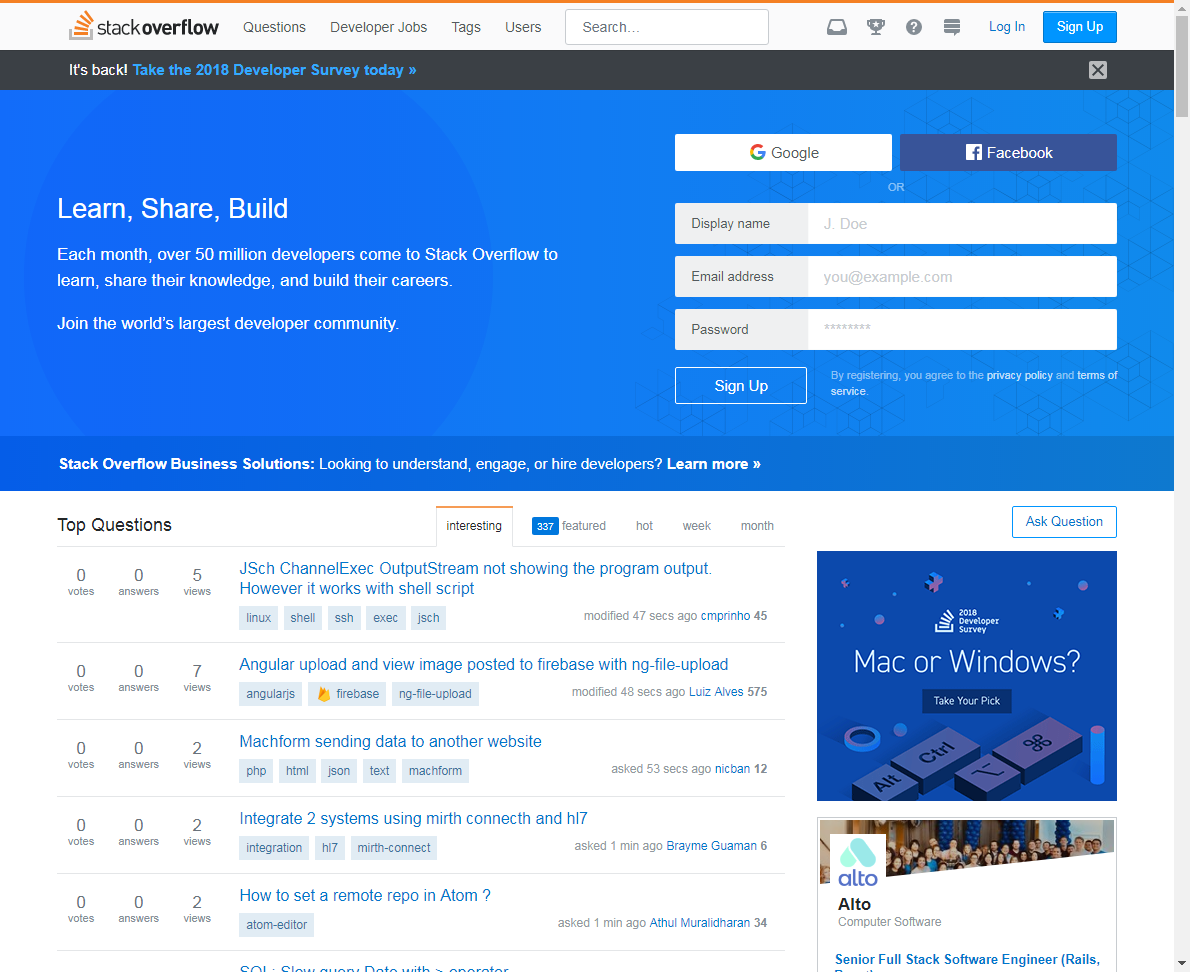 stackoverflow Questions Developer Jobs Tags Users Search… Log In Sign Up
It's back! Take the 2018 Developer Survey today »
Google Facebook
OR
Learn, Share, Build
Each month, over 50 million developers come to Stack Overflow to
learn, share their knowledge, and build their careers.
Join the world’s largest developer community.
Display name J. Doe
Email address you@example.com
Password ********
Sign Up
By registering, you agree to the privacy policy and terms of
service.
Stack Overflow Business Solutions: Looking to understand, engage, or hire developers? Learn more »
Top Questions interesting 337 featured hot week month
Ask Question
0 votes 0 answers 5 views
JSch ChannelExec OutputStream not showing the program output.
However it works with shell script
linux shell ssh exec jsch
modified 47 secs ago cmprinho 45
0 votes 0 answers 7 views
Angular upload and view image posted to firebase with ng-file-upload
angularjs firebase ng-file-upload
modified 48 secs ago Luiz Alves 575
0 votes 0 answers 2 views
Machform sending data to another website
php html json text machform
asked 53 secs ago nicban 12
0 votes 0 answers 2 views
Integrate 2 systems using mirth connecth and hl7
integration hl7 mirth-connect
asked 1 min ago Brayme Guaman 6
0 votes 0 answers 2 views
How to set a remote repo in Atom ?
atom-editor
asked 1 min ago Athul Muralidharan 34
SQL: Slow query Date with > operator
2018
Developer
Survey
Mac or Windows?
Take Your Pick
Alt Ctrl
alto
Alto
Computer Software
Senior Full Stack Software Engineer (Rails,